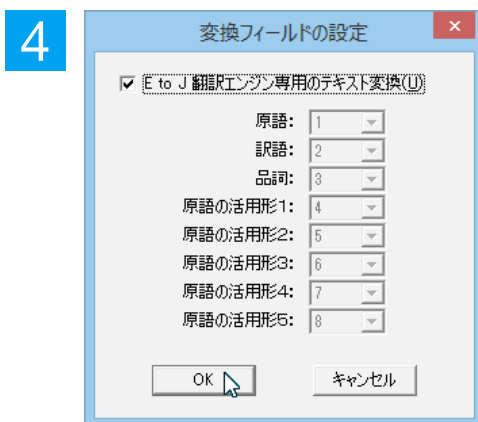 4
変換フィールドの設定
×
E to J 翻訳エンジン専用のテキスト変換(U)
原語: 1
訳語: 2
品詞: 3
原語の活用形1: 4
原語の活用形2: 5
原語の活用形3: 6
原語の活用形4: 7
原語の活用形5: 8
OK キャンセル